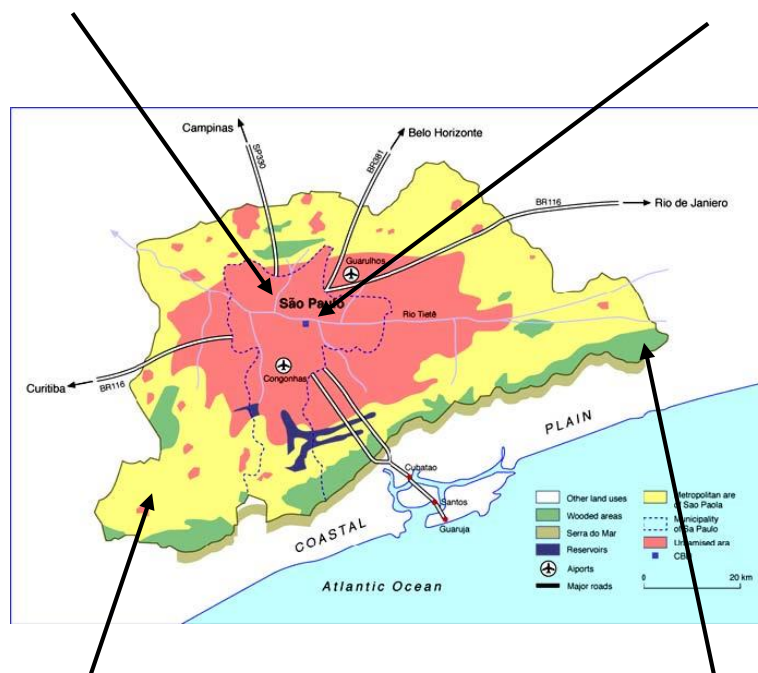 Campinas
SP330
BR381
Belo Horizonte
BR116
Rio de Janiero
Guarulhos
São Paulo
Rio Tietê
Congonhas
Curitiba
BR116
COASTAL PLAIN
Cubatao
Santos
Guaruja
Atlantic Ocean
Other land uses
Wooded areas
Serra do Mar
Reservoirs
Aiports
Major roads
Metropolitan are
of Sao Paola
Municipality
of Sa Paulo
CBD
0 20 km